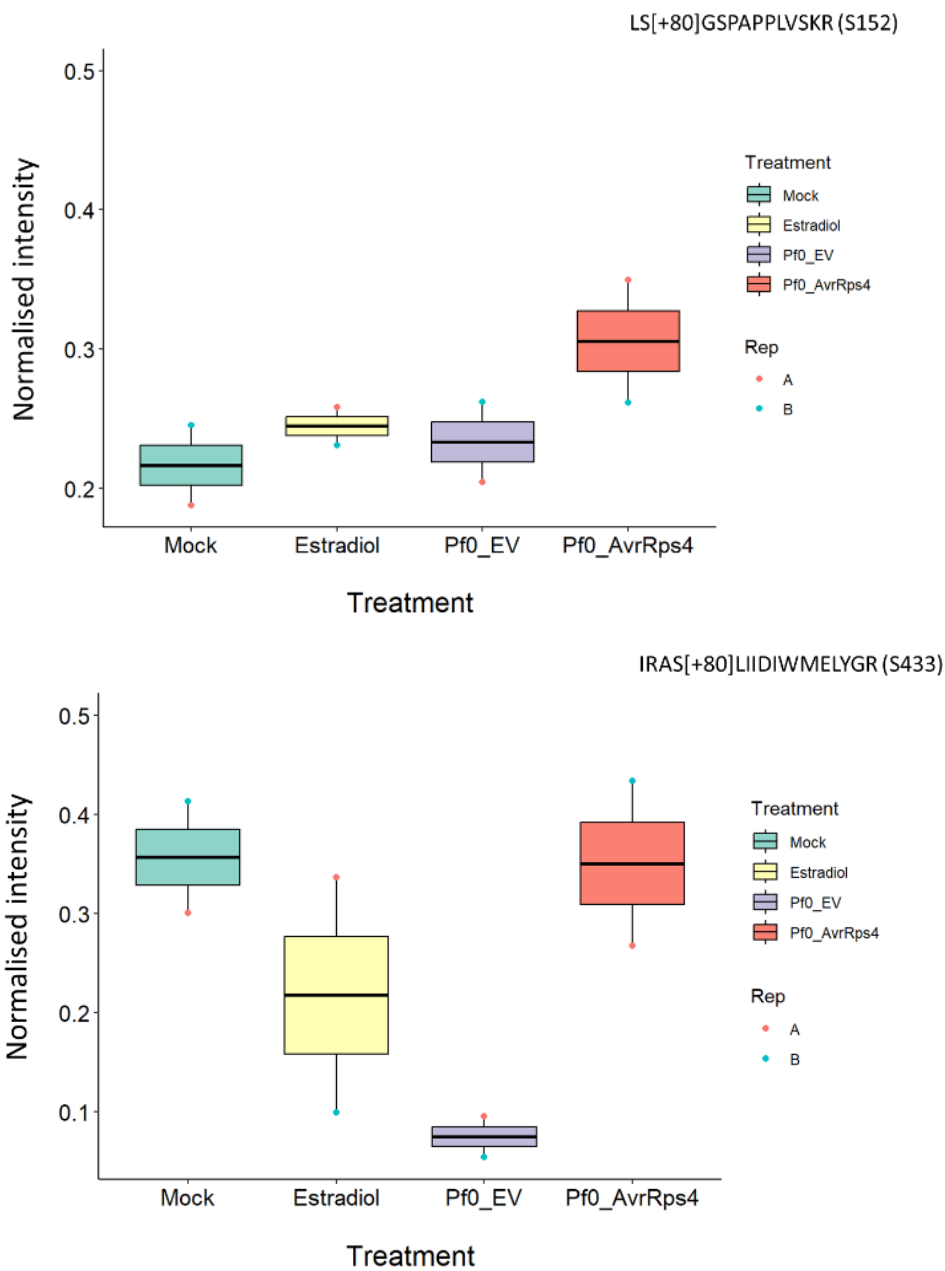 LS[+80]GSPAPPLVSKR (S152)
0.5
0.4
0.3
0.2
Normalised intensity
Mock Estradiol Pf0_EV Pf0_AvrRps4
Treatment
Treatment
Mock
Estradiol
Pf0_EV
Pf0_AvrRps4
Rep
A
B
IRAS[+80]LIIDIWMELYGR (S433)
0.5
0.4
0.3
0.2
0.1
Normalised intensity
Mock Estradiol Pf0_EV Pf0_AvrRps4
Treatment
Treatment
Mock
Estradiol
Pf0_EV
Pf0_AvrRps4
Rep
A
B